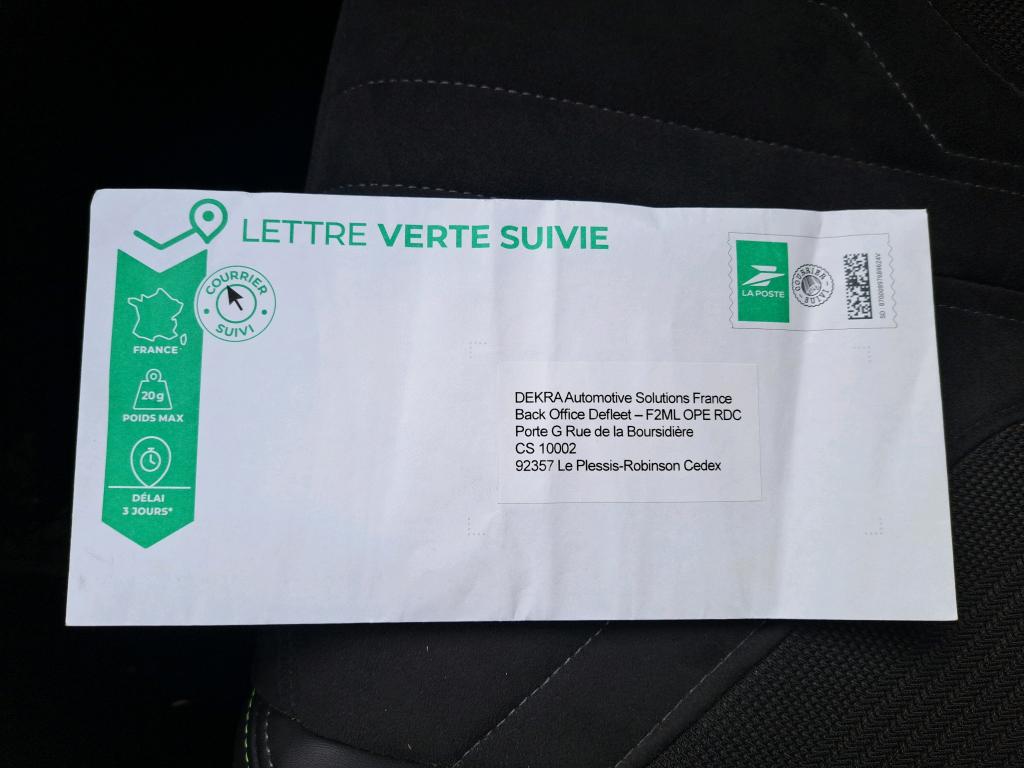 LETTRE VERTE SUIVIE
COURRIER
SUIVI
FRANCE
20g
POIDS MAX
DÉLAI
3 JOURS*
LA POSTE
COURRIER
SUIVI
DEKRA Automotive Solutions France
Back Office Defleet – F2ML OPE RDC
Porte G Rue de la Boursidière
CS 10002
92357 Le Plessis-Robinson Cedex